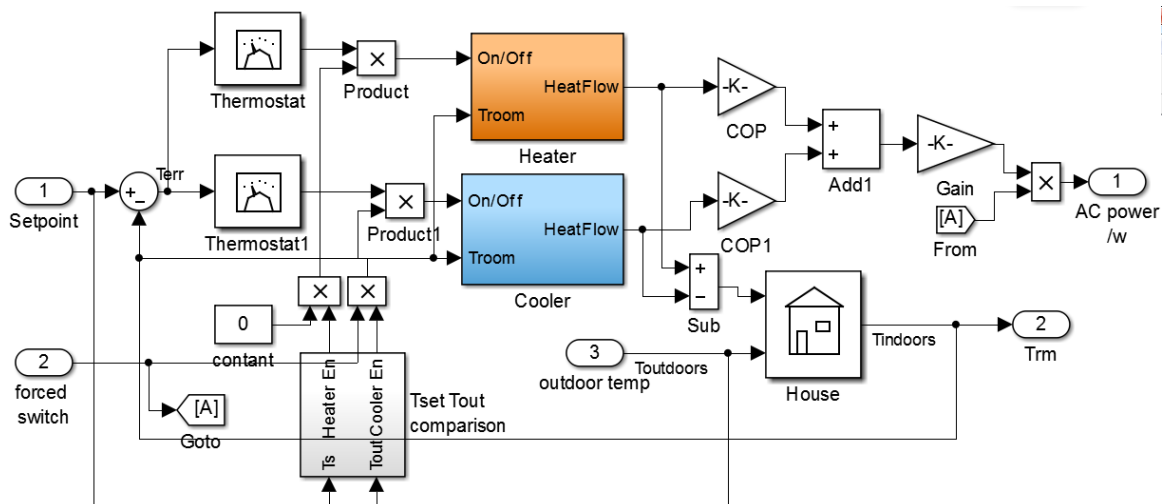 Thermostat
×
Product
On/Off
HeatFlow
Troom
Heater
-K-
COP
+
+
Add1
-K-
Gain
×
1
AC power
/w
[A]
From
1
Setpoint
+
−
Terr
Thermostat1
×
Product1
On/Off
HeatFlow
Troom
Cooler
-K-
COP1
+
−
Sub
×
×
0
contant
2
forced
switch
[A]
Goto
Heater En
Cooler En
Ts
Tout
Tset Tout
comparison
3
outdoor temp
Toutdoors
House
Tindoors
2
Trm